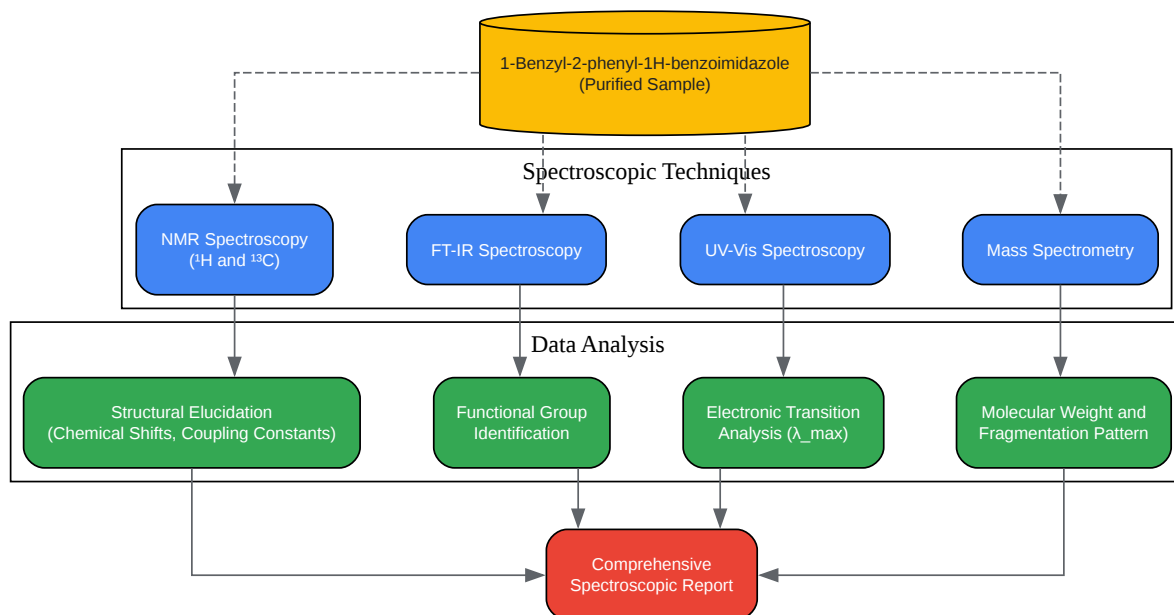 1-Benzyl-2-phenyl-1H-benzoimidazole
(Purified Sample)
Spectroscopic Techniques
NMR Spectroscopy
(¹H and ¹³C)
FT-IR Spectroscopy
UV-Vis Spectroscopy
Mass Spectrometry
Data Analysis
Structural Elucidation
(Chemical Shifts, Coupling Constants)
Functional Group
Identification
Electronic Transition
Analysis (λ_max)
Molecular Weight and
Fragmentation Pattern
Comprehensive
Spectroscopic Report